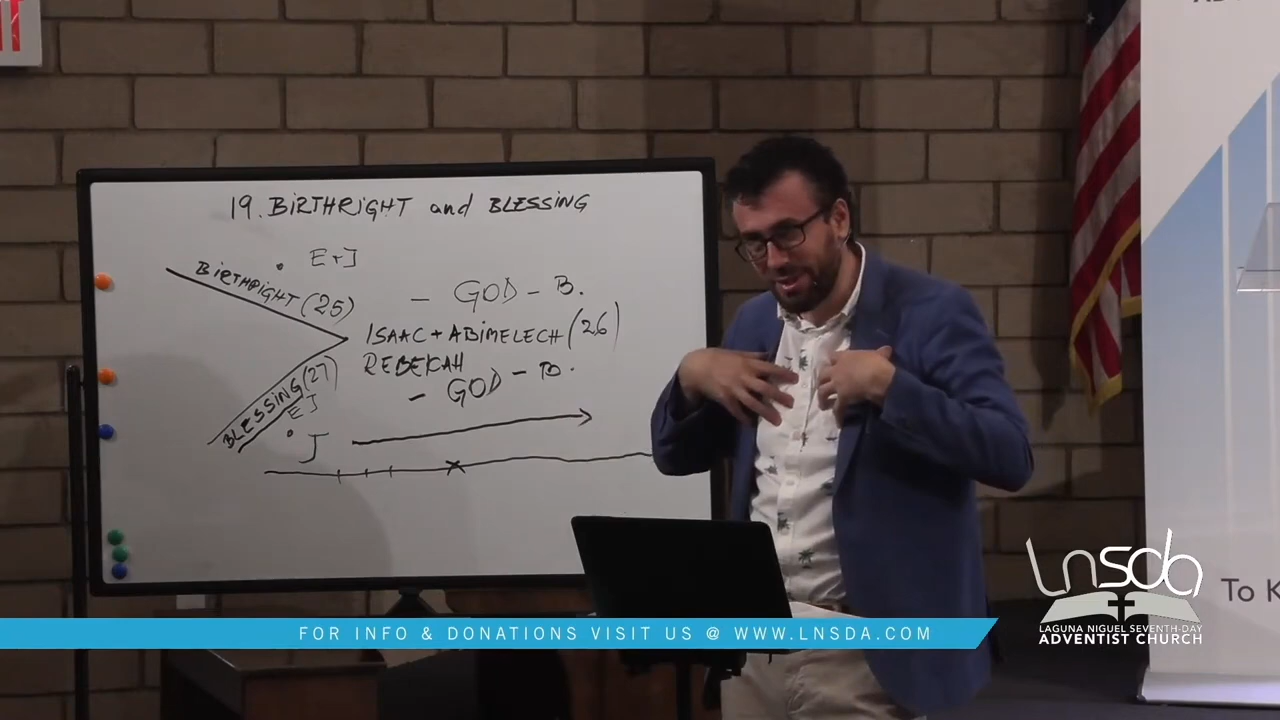 19. BIRTHRIGHT and BLESSING
BIRTHRIGHT (25)
E + J
- GOD - B.
ISAAC + ABIMELECH (26)
REBEKAH
- GOD - B.
BLESSING (27)
E J
J
FOR INFO & DONATIONS VISIT US @ WWW.LNSDA.COM
Lnsda
LAGUNA NIGUEL SEVENTH-DAY
ADVENTIST CHURCH
To K